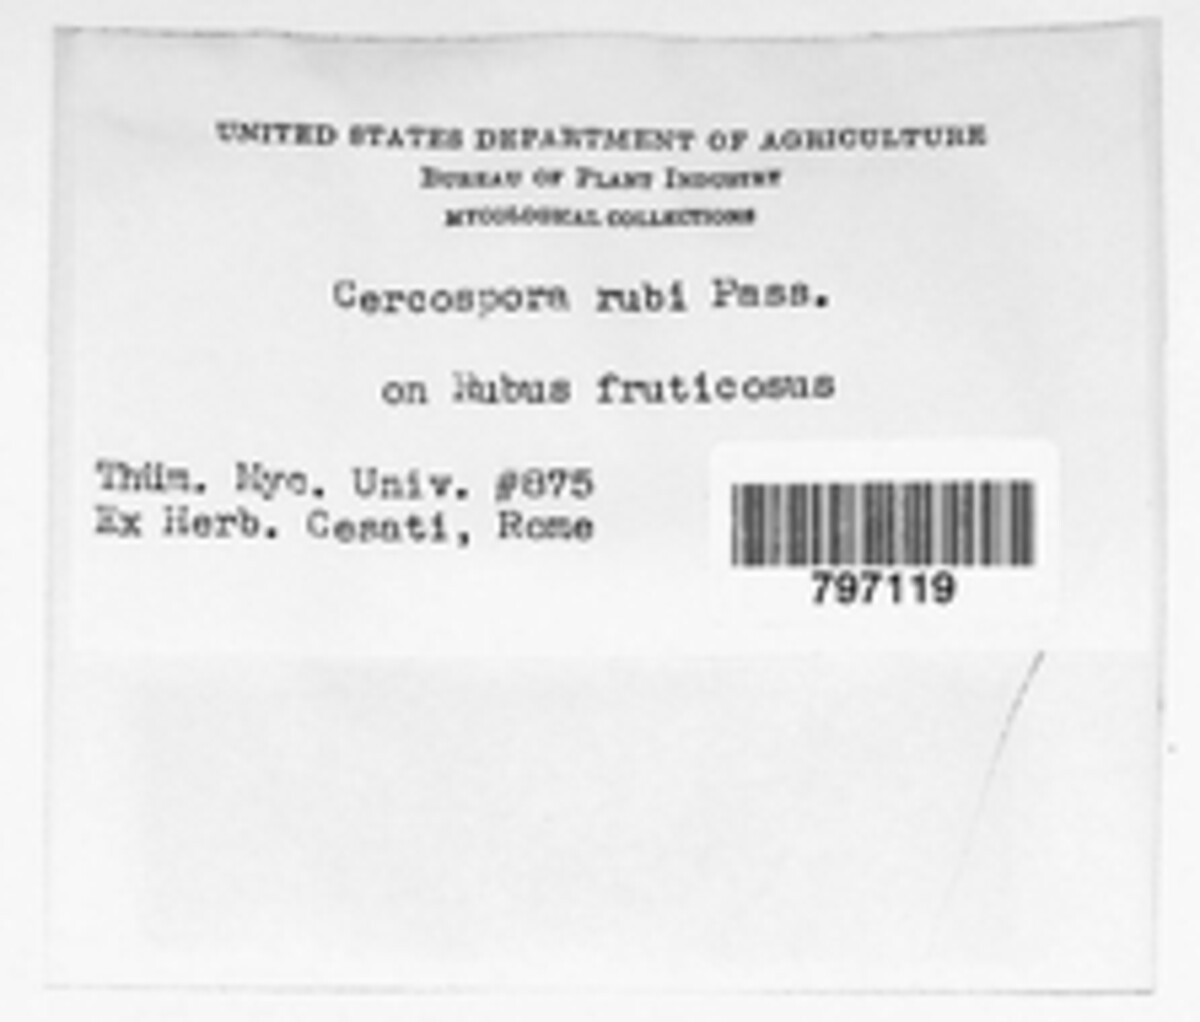 UNITED STATES DEPARTMENT OF AGRICULTURE
BUREAU OF PLANT INDUSTRY
MYCOLOGICAL COLLECTIONS
Cercospora rubi Pass.
on Rubus fruticosus
Thüm. Myc. Univ. #875
Ex Herb. Cesati, Rome
797119